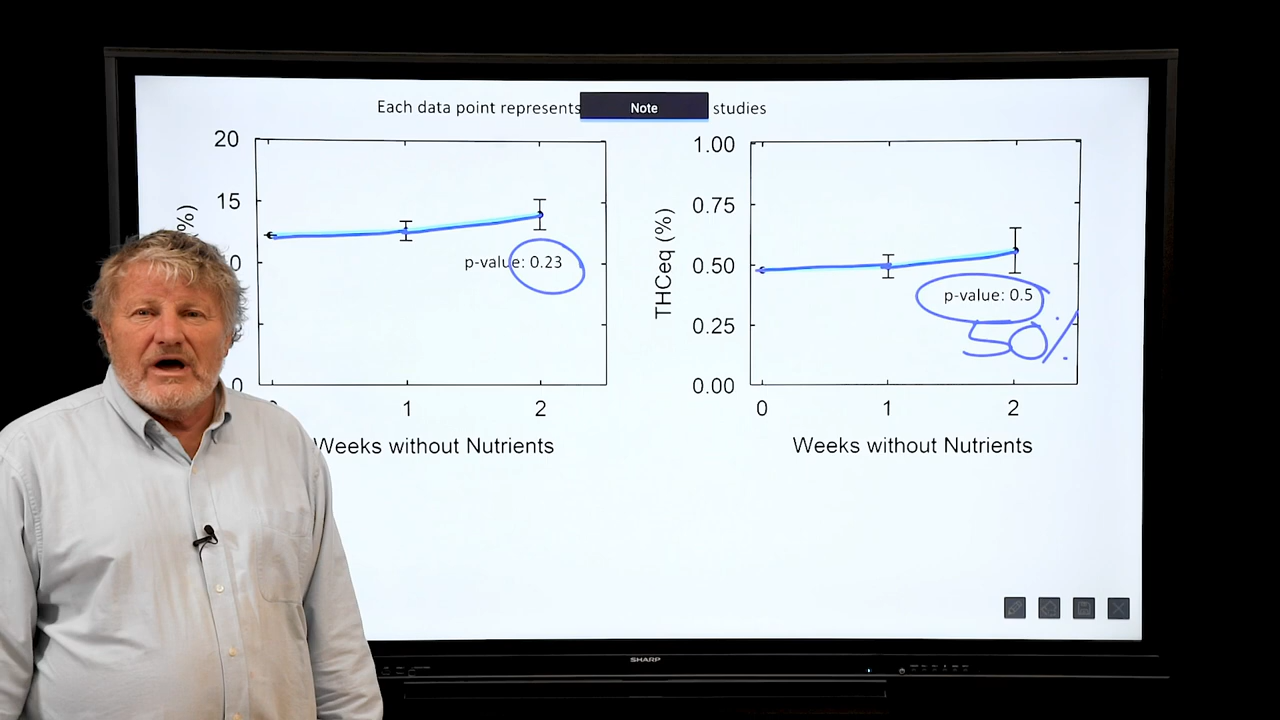 Each data point represents Note studies
20
15
0
0
(%)
p-value: 0.23
1
2
Weeks without Nutrients
1.00
0.75
0.50
0.25
0.00
THCeq (%)
p-value: 0.5
50%
0
1
2
Weeks without Nutrients
SHARP